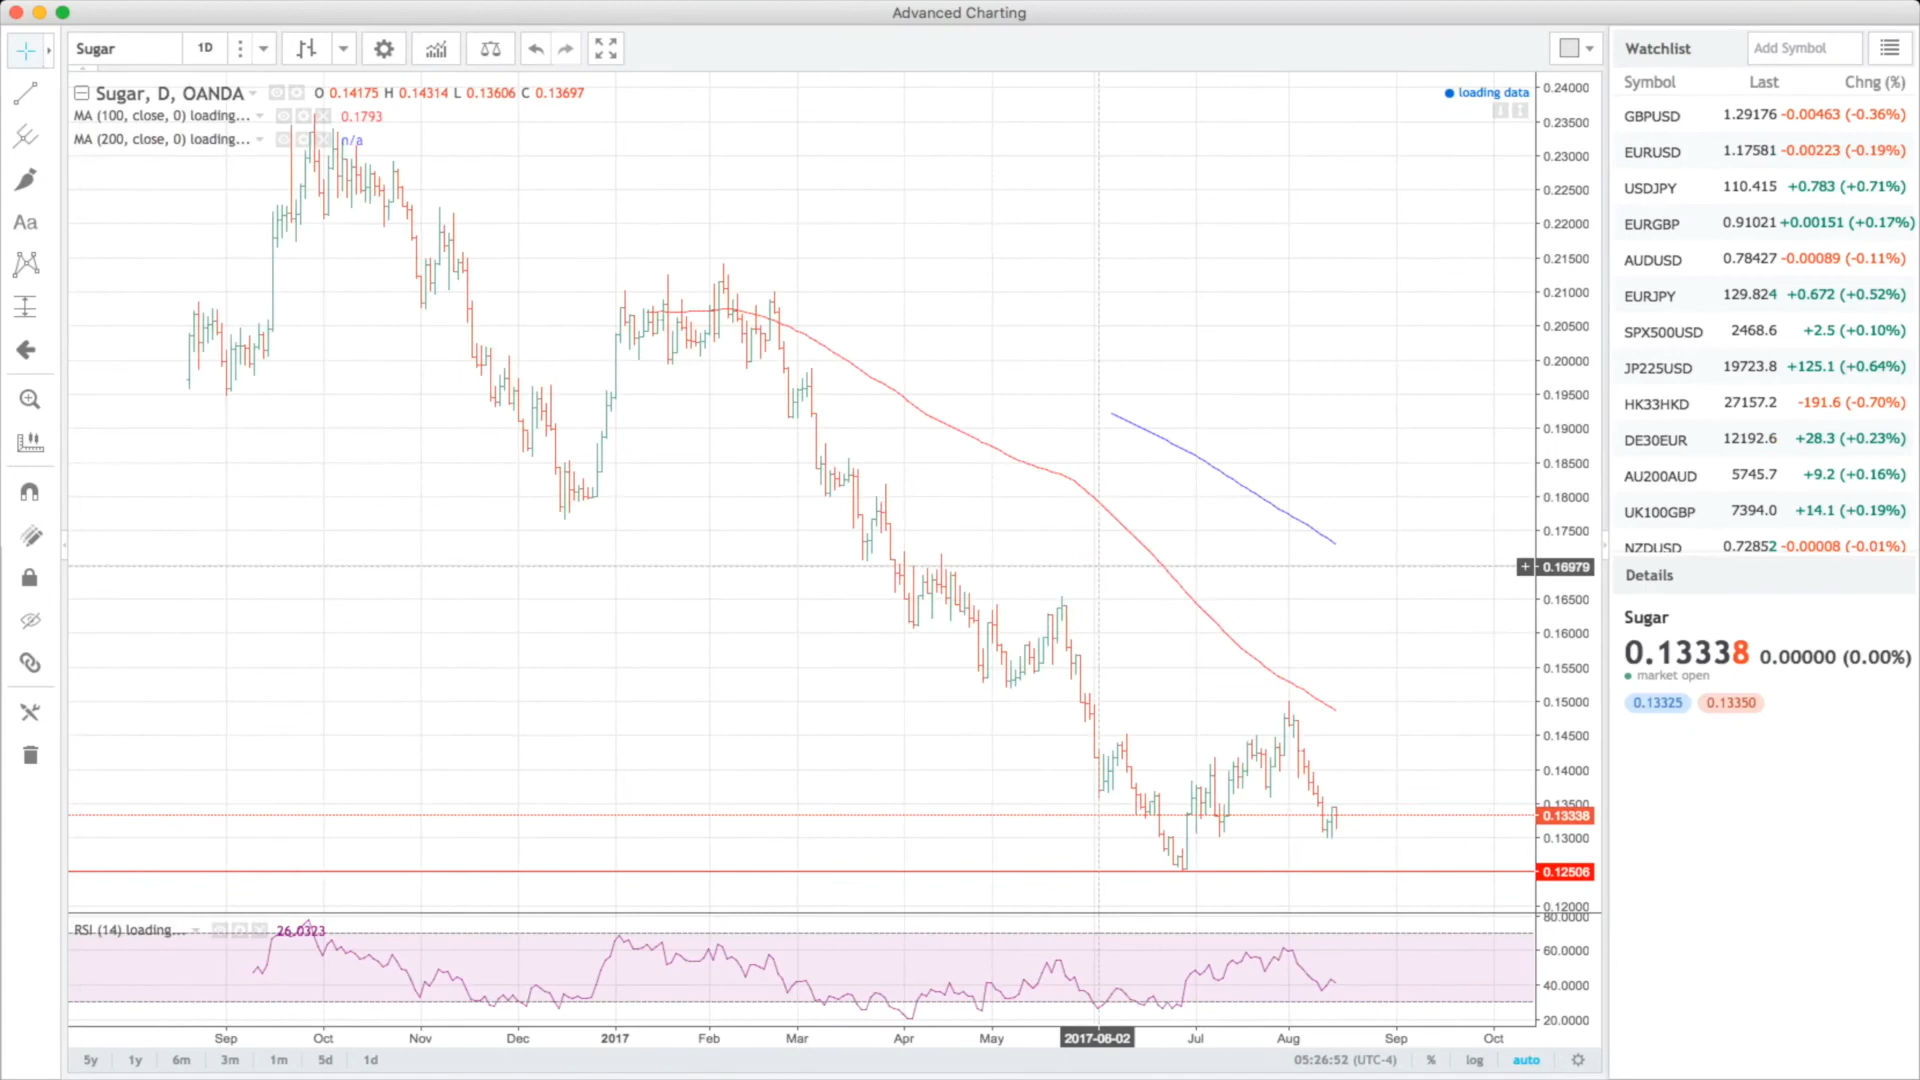 Advanced Charting
Sugar 1D
Watchlist Add Symbol
Sugar, D, OANDA O 0.14175 H 0.14314 L 0.13606 C 0.13697
MA (100, close, 0) loading... 0.1793
MA (200, close, 0) loading... n/a
loading data
Aa
0.24000
0.23500
0.23000
0.22500
0.22000
0.21500
0.21000
0.20500
0.20000
0.19500
0.19000
0.18500
0.18000
0.17500
+ 0.16979
0.16500
0.16000
0.15500
0.15000
0.14500
0.14000
0.13500
0.13338
0.13000
0.12506
0.12000
RSI (14) loading... 26.0323
80.0000
60.0000
40.0000
20.0000
Sep Oct Nov Dec 2017 Feb Mar Apr May 2017-06-02 Jul Aug Sep Oct
5y 1y 6m 3m 1m 5d 1d 05:26:52 (UTC-4) % log auto
Symbol Last Chng (%)
GBPUSD 1.29176 -0.00463 (-0.36%)
EURUSD 1.17581 -0.00223 (-0.19%)
USDJPY 110.415 +0.783 (+0.71%)
EURGBP 0.91021 +0.00151 (+0.17%)
AUDUSD 0.78427 -0.00089 (-0.11%)
EURJPY 129.824 +0.672 (+0.52%)
SPX500USD 2468.6 +2.5 (+0.10%)
JP225USD 19723.8 +125.1 (+0.64%)
HK33HKD 27157.2 -191.6 (-0.70%)
DE30EUR 12192.6 +28.3 (+0.23%)
AU200AUD 5745.7 +9.2 (+0.16%)
UK100GBP 7394.0 +14.1 (+0.19%)
NZDUSD 0.72852 -0.00008 (-0.01%)
Details
Sugar
0.13338 0.00000 (0.00%)
market open
0.13325 0.13350